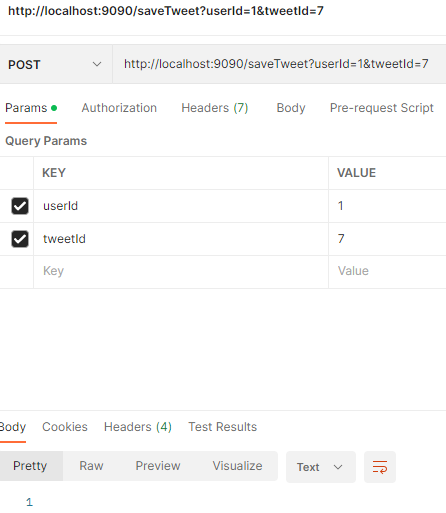 http://localhost:9090/saveTweet?userId=1&tweetId=7
POST http://localhost:9090/saveTweet?userId=1&tweetId=7
Params Authorization Headers (7) Body Pre-request Script
Query Params
KEY VALUE
userId 1
tweetId 7
Key Value
Body Cookies Headers (4) Test Results
Pretty Raw Preview Visualize Text
1